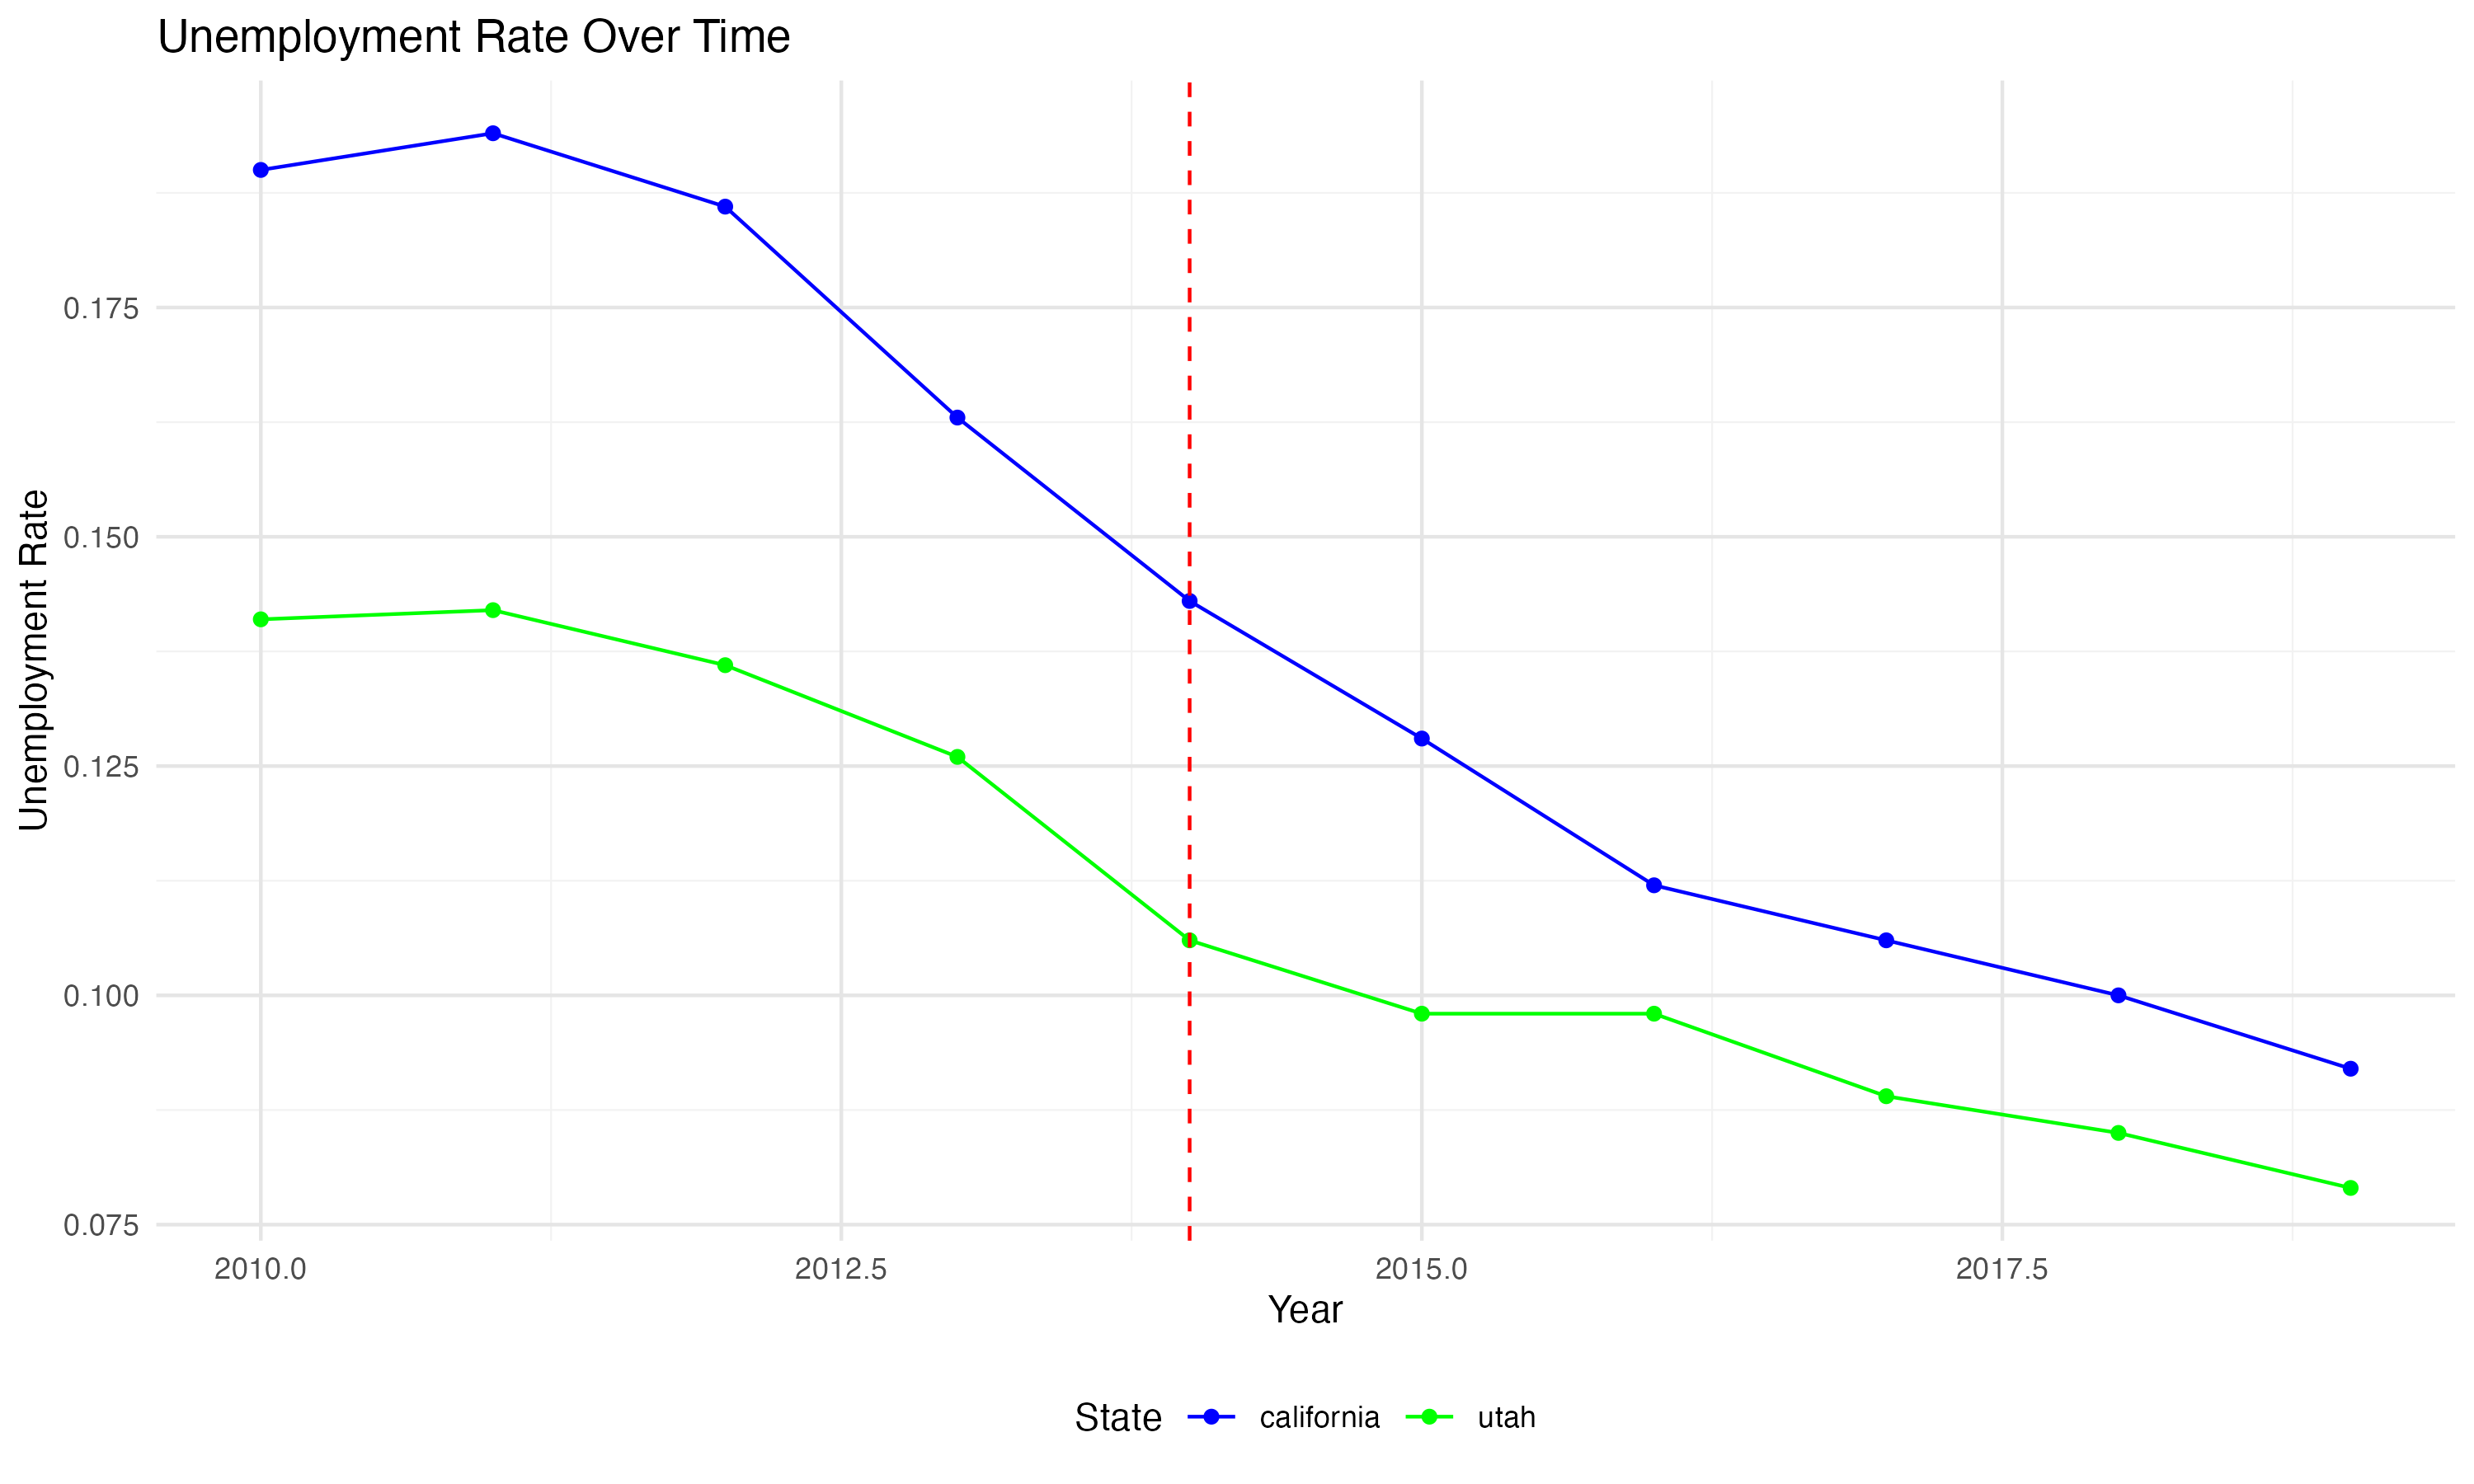 Unemployment Rate Over Time
Unemployment Rate
0.175
0.150
0.125
0.100
0.075
2010.0 2012.5 2015.0 2017.5
Year
State california utah